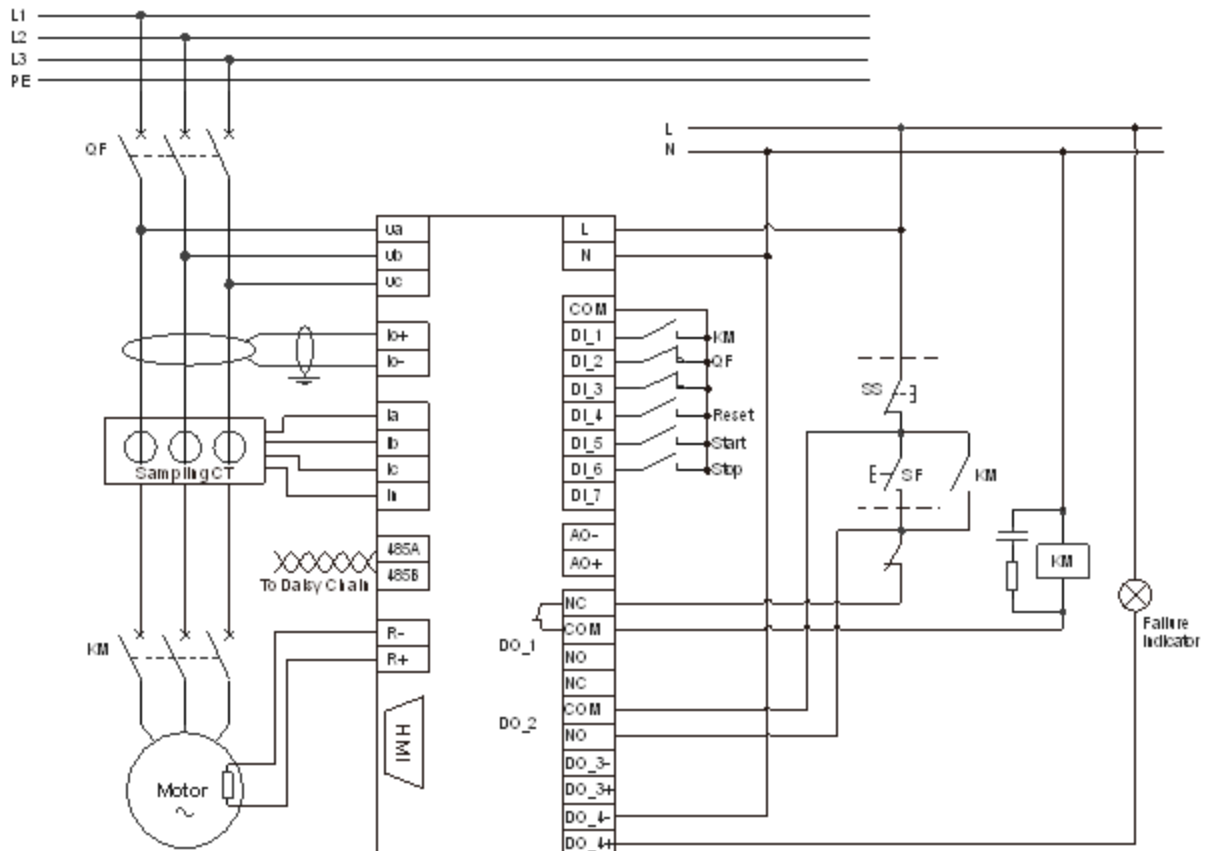 L1
L2
L3
PE
QF
L
N
Ua
Ub
Uc
Io+
Io-
Ia
Ib
Ic
In
Sampling CT
485A
485B
To Daisy Chain
R-
R+
HMI
KM
Motor
~
L
N
COM
DI_1
DI_2
DI_3
DI_4
DI_5
DI_6
DI_7
KM
QF
Reset
Start
Stop
AO-
AO+
DO_1
NC
COM
NO
DO_2
NC
COM
NO
DO_3-
DO_3+
DO_4-
DO_4+
SS
SF
KM
KM
Failure
Indicator